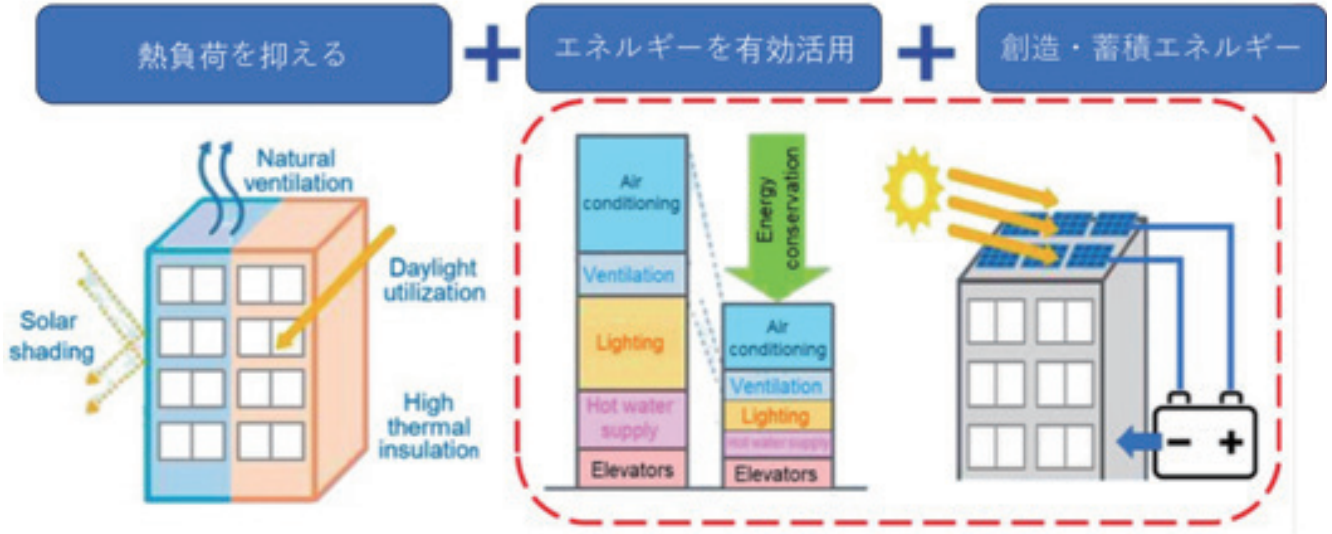 熱負荷を抑える
+
エネルギーを有効活用
+
創造・蓄積エネルギー
Natural
ventilation
Daylight
utilization
Solar
shading
High
thermal
insulation
Air
conditioning
Ventilation
Lighting
Hot water
supply
Elevators
Energy
conservation
Air
conditioning
Ventilation
Lighting
Hot water supply
Elevators
− +